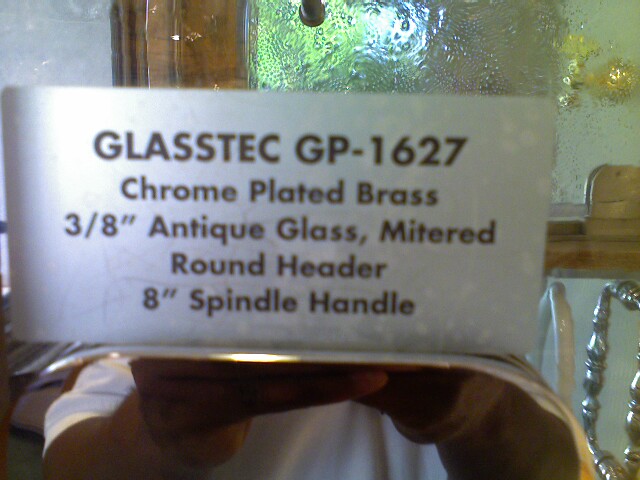 GLASSTEC GP-1627
Chrome Plated Brass
3/8" Antique Glass, Mitered
Round Header
8" Spindle Handle